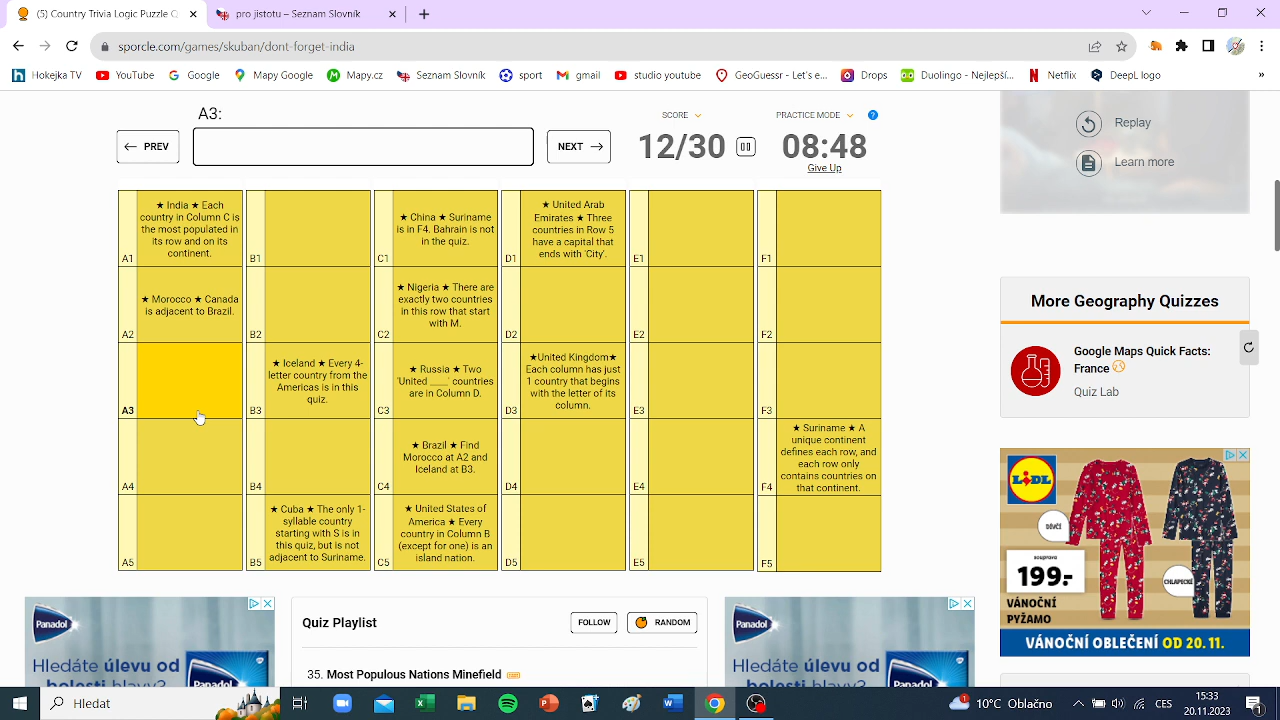 (5) Country Trivia Logic Puzzle Q
sporcle - YouTube
sporcle.com/games/skuban/dont-forget-india
Hokejka TV
YouTube
Google
Mapy Google
Mapy.cz
Seznam Slovník
sport
gmail
studio youtube
GeoGuessr - Let's e...
Drops
Duolingo - Nejlepší...
Netflix
DeepL logo
»
A3:
PREV
NEXT
SCORE
12/30
PRACTICE MODE
08:48
Give Up
Replay
Learn more
★ India ★ Each
country in Column C is
the most populated in
its row and on its
continent.
A1
B1
★ China ★ Suriname
is in F4. Bahrain is not
in the quiz.
C1
★ United Arab
Emirates ★ Three
countries in Row 5
have a capital that
ends with 'City'.
D1
E1
F1
★ Morocco ★ Canada
is adjacent to Brazil.
A2
B2
★ Nigeria ★ There are
exactly two countries
in this row that start
with M.
C2
D2
E2
F2
A3
★ Iceland ★ Every 4-
letter country from the
Americas is in this
quiz.
B3
★ Russia ★ Two
'United ____' countries
are in Column D.
C3
★United Kingdom★
Each column has just
1 country that begins
with the letter of its
column.
D3
E3
F3
A4
B4
★ Brazil ★ Find
Morocco at A2 and
Iceland at B3.
C4
D4
E4
★ Suriname ★ A
unique continent
defines each row, and
each row only
contains countries on
that continent.
F4
A5
★ Cuba ★ The only 1-
syllable country
starting with S is in
this quiz, but is not
adjacent to Suriname.
B5
★ United States of
America ★ Every
country in Column B
(except for one) is an
island nation.
C5
D5
E5
F5
More Geography Quizzes
Google Maps Quick Facts:
France
Quiz Lab
LIDL
DÍVČÍ
CHLAPECKÉ
souprava
199.-
VÁNOČNÍ
PYŽAMO
VÁNOČNÍ OBLEČENÍ OD 20. 11.
Panadol
Hledáte úlevu od
bolesti hlavy?
Panadol
Quiz Playlist
FOLLOW
RANDOM
35. Most Populous Nations Minefield
Panadol
Hledáte úlevu od
bolesti hlavy?
Panadol
Hledat
10°C Oblačno
15:33
20.11.2023